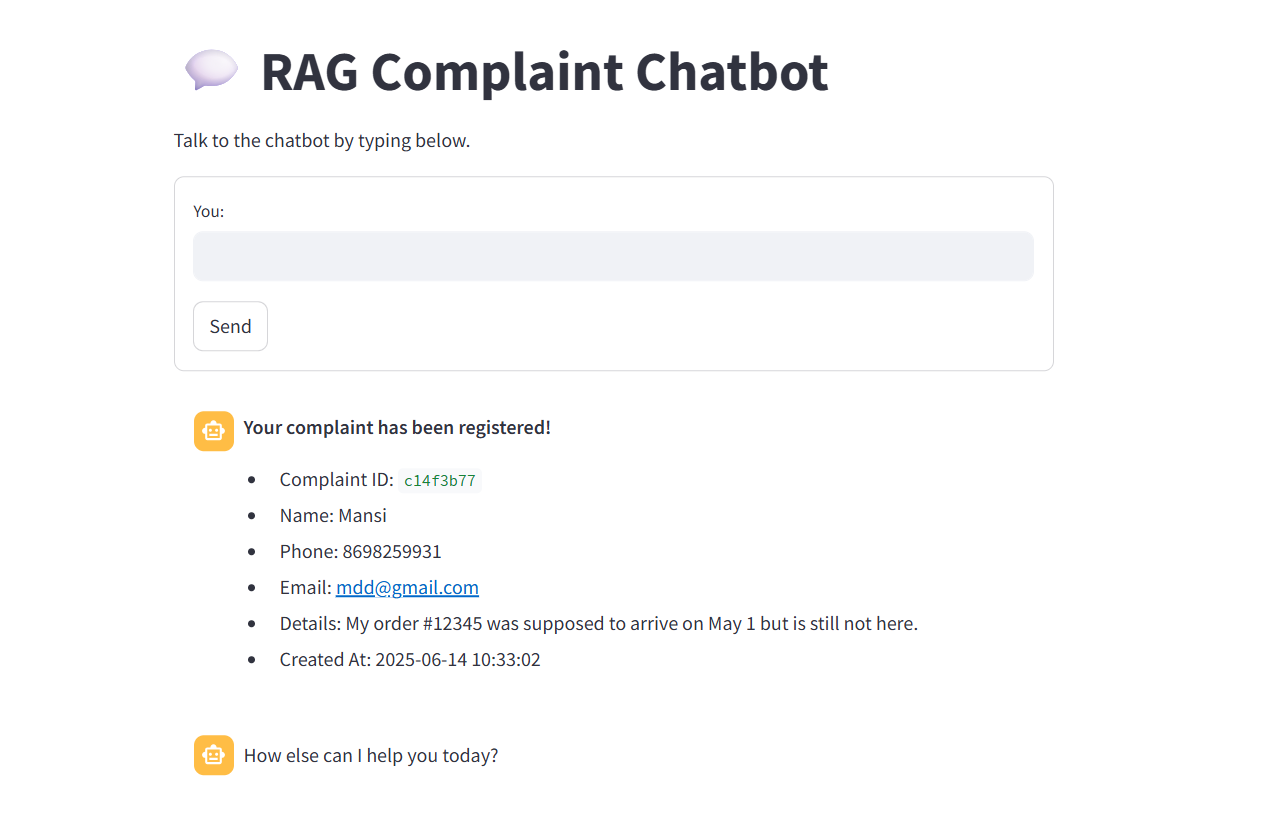 RAG Complaint Chatbot
Talk to the chatbot by typing below.
You:
Send
Your complaint has been registered!
Complaint ID: c14f3b77
Name: Mansi
Phone: 8698259931
Email: mdd@gmail.com
Details: My order #12345 was supposed to arrive on May 1 but is still not here.
Created At: 2025-06-14 10:33:02
How else can I help you today?